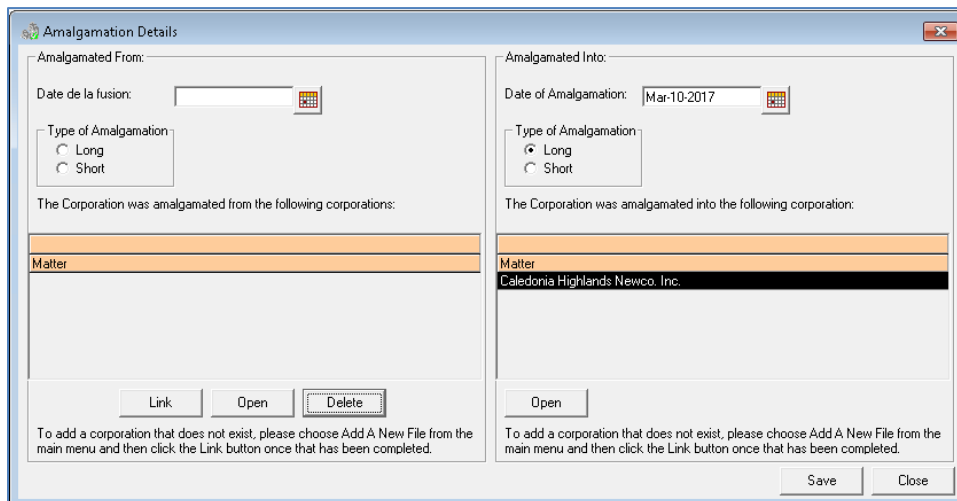 Amalgamation Details
Amalgamated From:
Date de la fusion:
Type of Amalgamation
Long
Short
The Corporation was amalgamated from the following corporations:
Matter
Link
Open
Delete
To add a corporation that does not exist, please choose Add A New File from the
main menu and then click the Link button once that has been completed.
Amalgamated Into:
Date of Amalgamation:
Mar-10-2017
Type of Amalgamation
Long
Short
The Corporation was amalgamated into the following corporation:
Matter
Caledonia Highlands Newco. Inc.
Open
To add a corporation that does not exist, please choose Add A New File from the
main menu and then click the Link button once that has been completed.
Save
Close